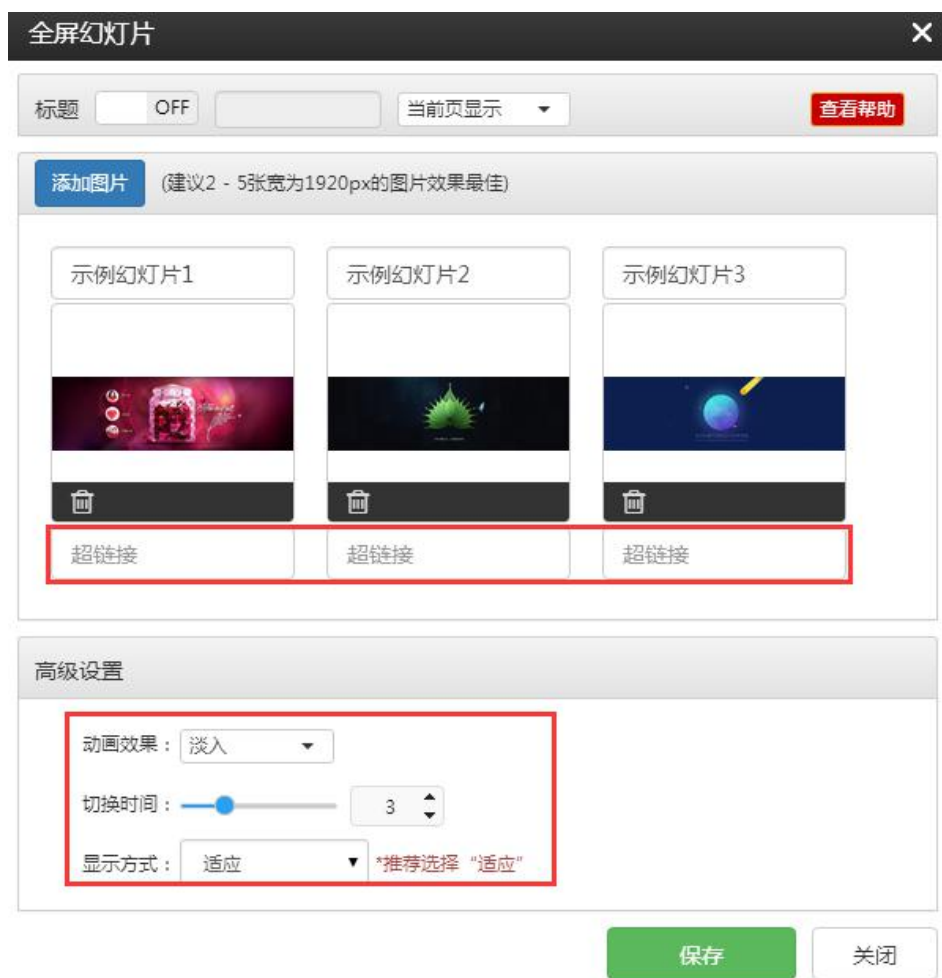 全屏幻灯片
标题 OFF 当前页显示 查看帮助
添加图片 (建议2 - 5张宽为1920px的图片效果最佳)
示例幻灯片1 示例幻灯片2 示例幻灯片3
超链接 超链接 超链接
高级设置
动画效果： 淡入
切换时间： 3
显示方式： 适应 *推荐选择“适应”
保存 关闭